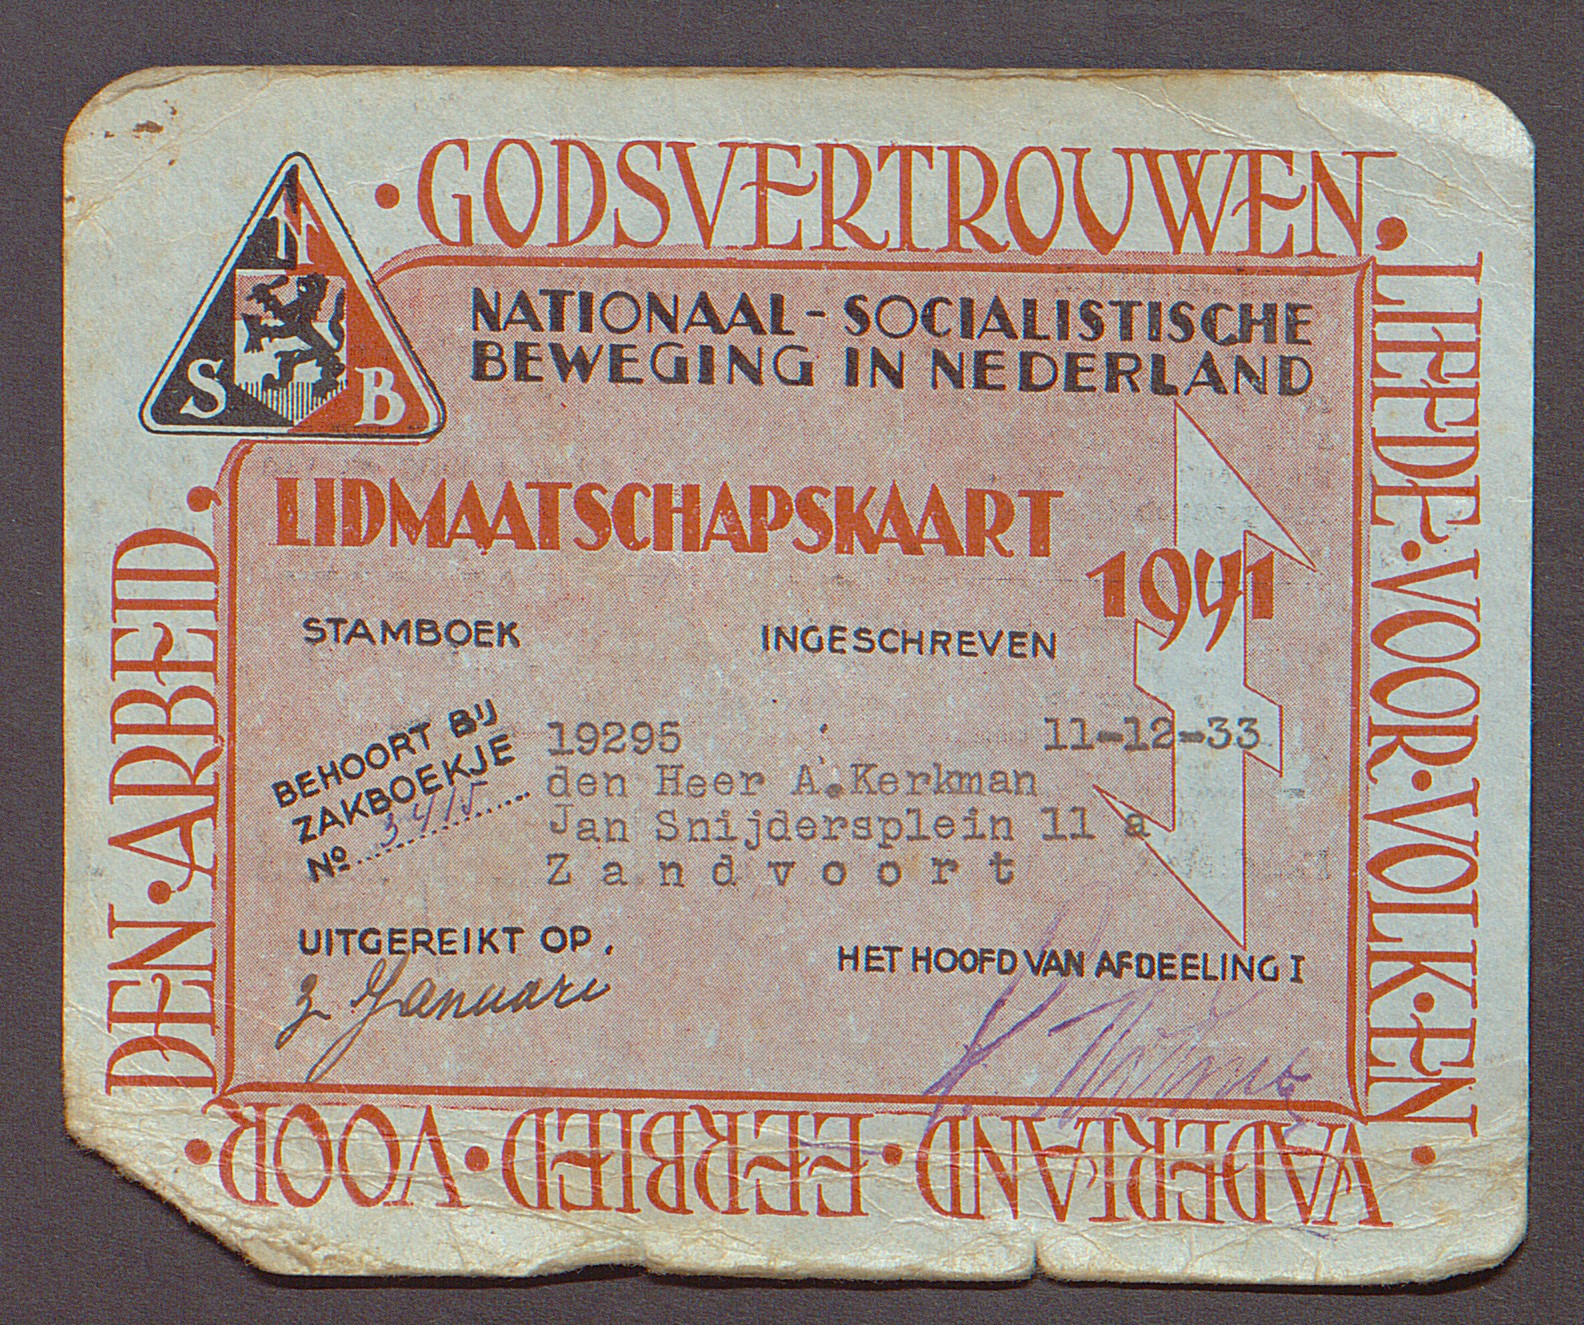 N
S B
• GODSVERTROUWEN,
LIEFDE•VOOR•VOLK•EN•
VADERLAND•EERBIED•VOOR•
DEN•ARBEID,
NATIONAAL-SOCIALISTISCHE
BEWEGING IN NEDERLAND
LIDMAATSCHAPSKAART
1941
STAMBOEK INGESCHREVEN
BEHOORT BIJ
ZAKBOEKJE
Nº 3415
19295 11-12-33
den Heer A.Kerkman
Jan Snijdersplein 11 a
Z a n d v o o r t
UITGEREIKT OP,
2 Januari
HET HOOFD VAN AFDEELING I